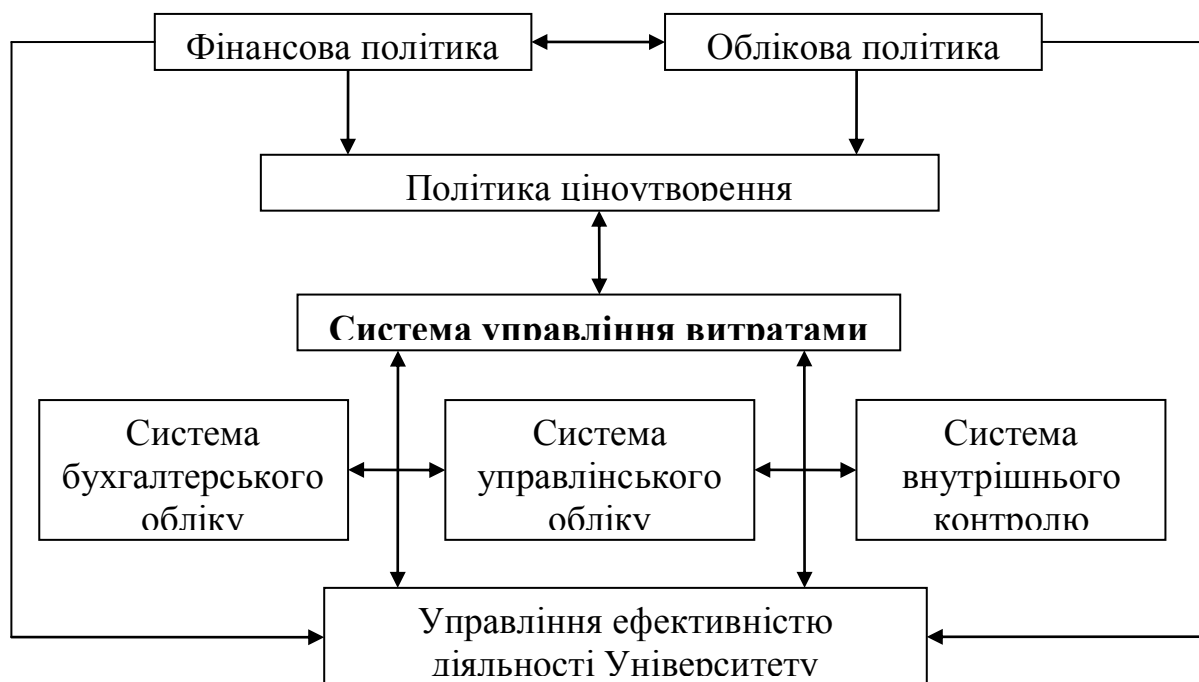 Фінансова політика
Облікова політика
Політика ціноутворення
Система управління витратами
Система
бухгалтерського
обліку
Система
управлінського
обліку
Система
внутрішнього
контролю
Управління ефективністю
діяльності Університету